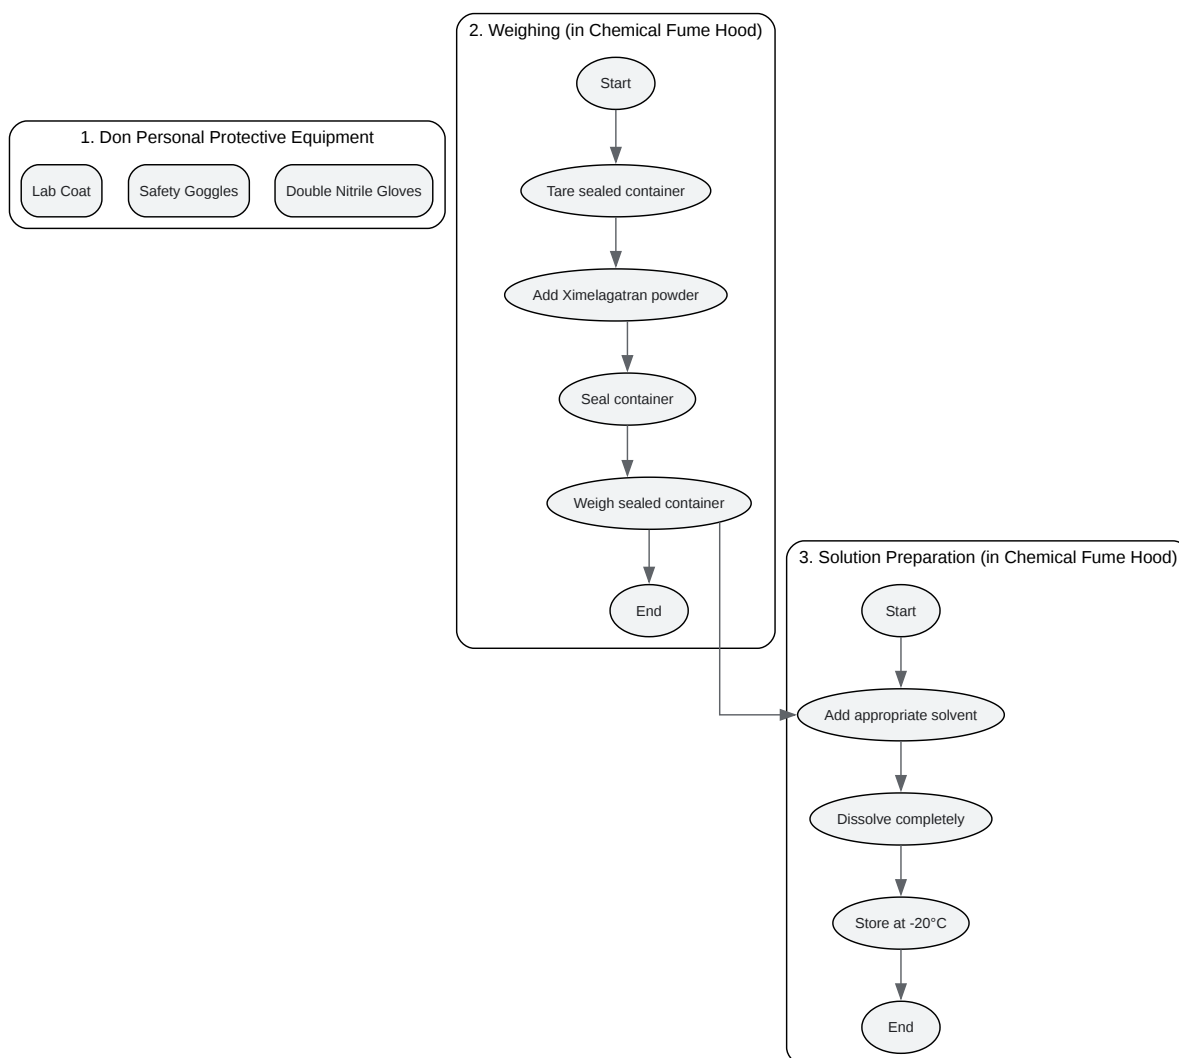 1. Don Personal Protective Equipment
Lab Coat
Safety Goggles
Double Nitrile Gloves
2. Weighing (in Chemical Fume Hood)
Start
Tare sealed container
Add Ximelagatran powder
Seal container
Weigh sealed container
End
3. Solution Preparation (in Chemical Fume Hood)
Start
Add appropriate solvent
Dissolve completely
Store at -20°C
End